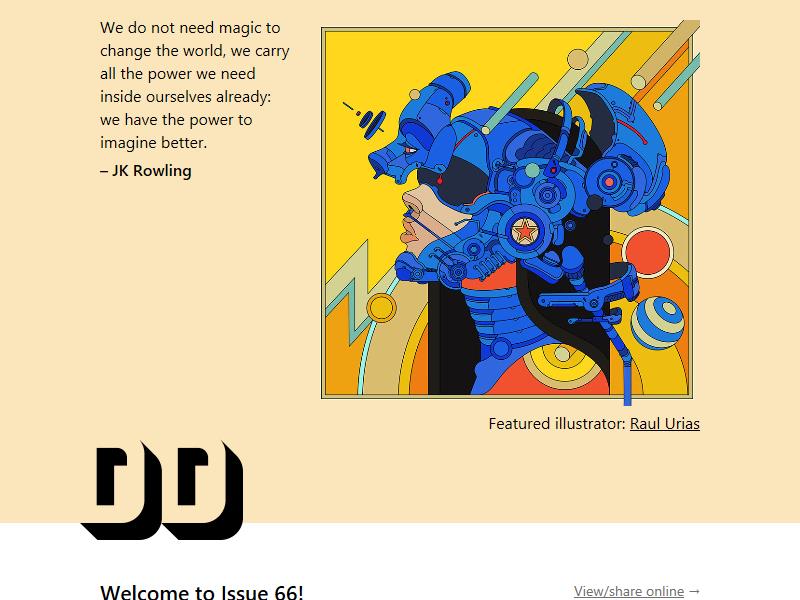 We do not need magic to
change the world, we carry
all the power we need
inside ourselves already:
we have the power to
imagine better.
– JK Rowling
Featured illustrator: Raul Urias
DD
Welcome to Issue 66!
View/share online →